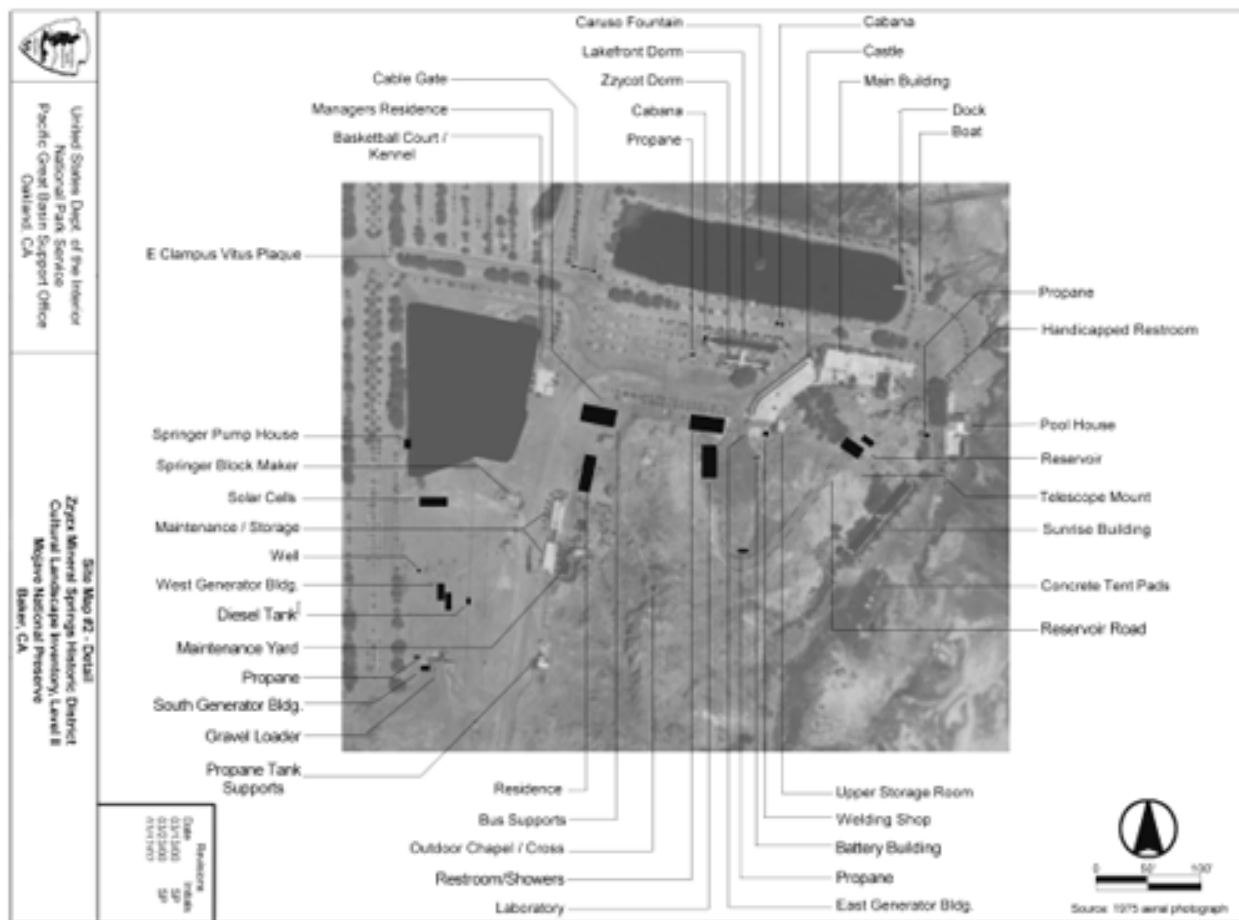 United States Dept. of the Interior
National Park Service
Pacific Great Basin Support Office
Oakland, CA
Site Map #2 - Detail
Zzyzx Mineral Springs Historic District
Cultural Landscape Inventory, Level II
Mojave National Preserve
Baker, CA
Revisions
Date Initials
SP
SP
Caruso Fountain
Lakefront Dorm
Zzycot Dorm
Cabana
Propane
Cabana
Castle
Main Building
Dock
Boat
Cable Gate
Managers Residence
Basketball Court /
Kennel
E Clampus Vitus Plaque
Springer Pump House
Springer Block Maker
Solar Cells
Maintenance / Storage
Well
West Generator Bldg.
Diesel Tank
Maintenance Yard
Propane
South Generator Bldg.
Gravel Loader
Propane Tank
Supports
Propane
Handicapped Restroom
Pool House
Reservoir
Telescope Mount
Sunrise Building
Concrete Tent Pads
Reservoir Road
Residence
Bus Supports
Outdoor Chapel / Cross
Restroom/Showers
Laboratory
Upper Storage Room
Welding Shop
Battery Building
Propane
East Generator Bldg.
0 50' 100'
Source: 1975 aerial photograph